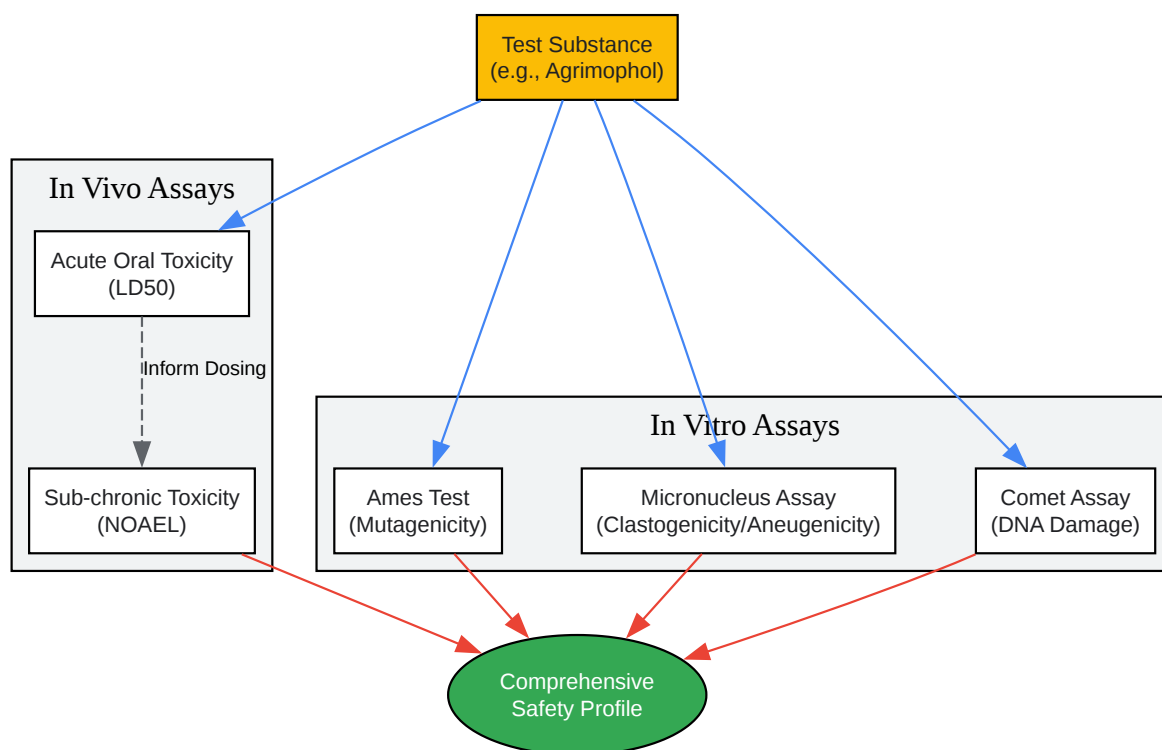 Test Substance
(e.g., Agrimophol)
In Vivo Assays
Acute Oral Toxicity
(LD50)
Inform Dosing
Sub-chronic Toxicity
(NOAEL)
In Vitro Assays
Ames Test
(Mutagenicity)
Micronucleus Assay
(Clastogenicity/Aneugenicity)
Comet Assay
(DNA Damage)
Comprehensive
Safety Profile